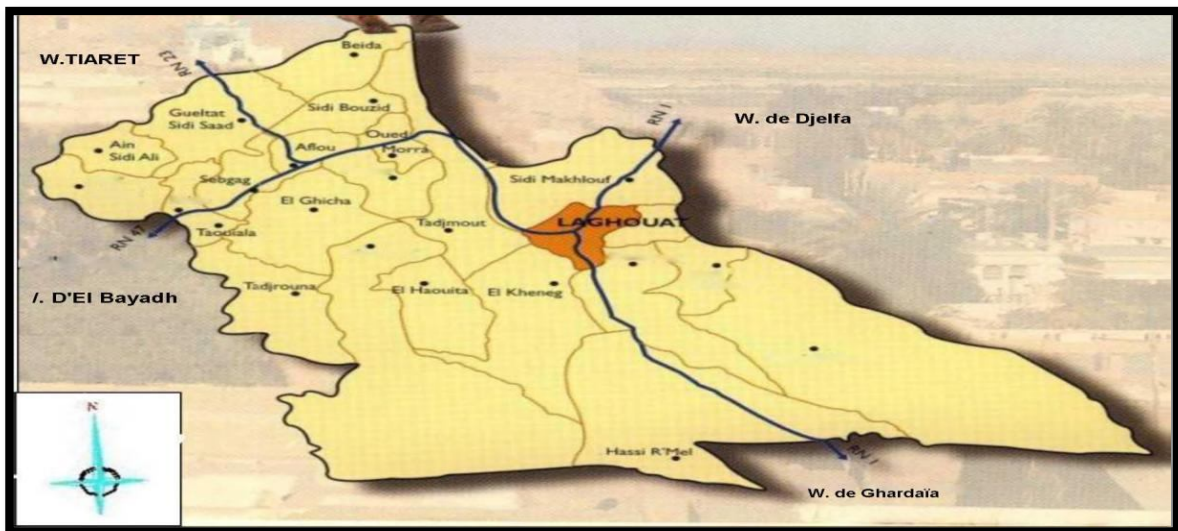 Beida
W.TIARET
RN 23
Sidi Bouzid
Gueltat
Sidi Saad
RN 1
W. de Djelfa
Oued
Morra
Aflou
Ain
Sidi Ali
Sebgag
Sidi Makhlouf
El Ghicha
LAGHOUAT
Tadjmout
Taouiala
RN 47
/. D'El Bayadh
Tadjrouna
El Haouita
El Kheneg
N
Hassi R'Mel
RN 1
W. de Ghardaïa